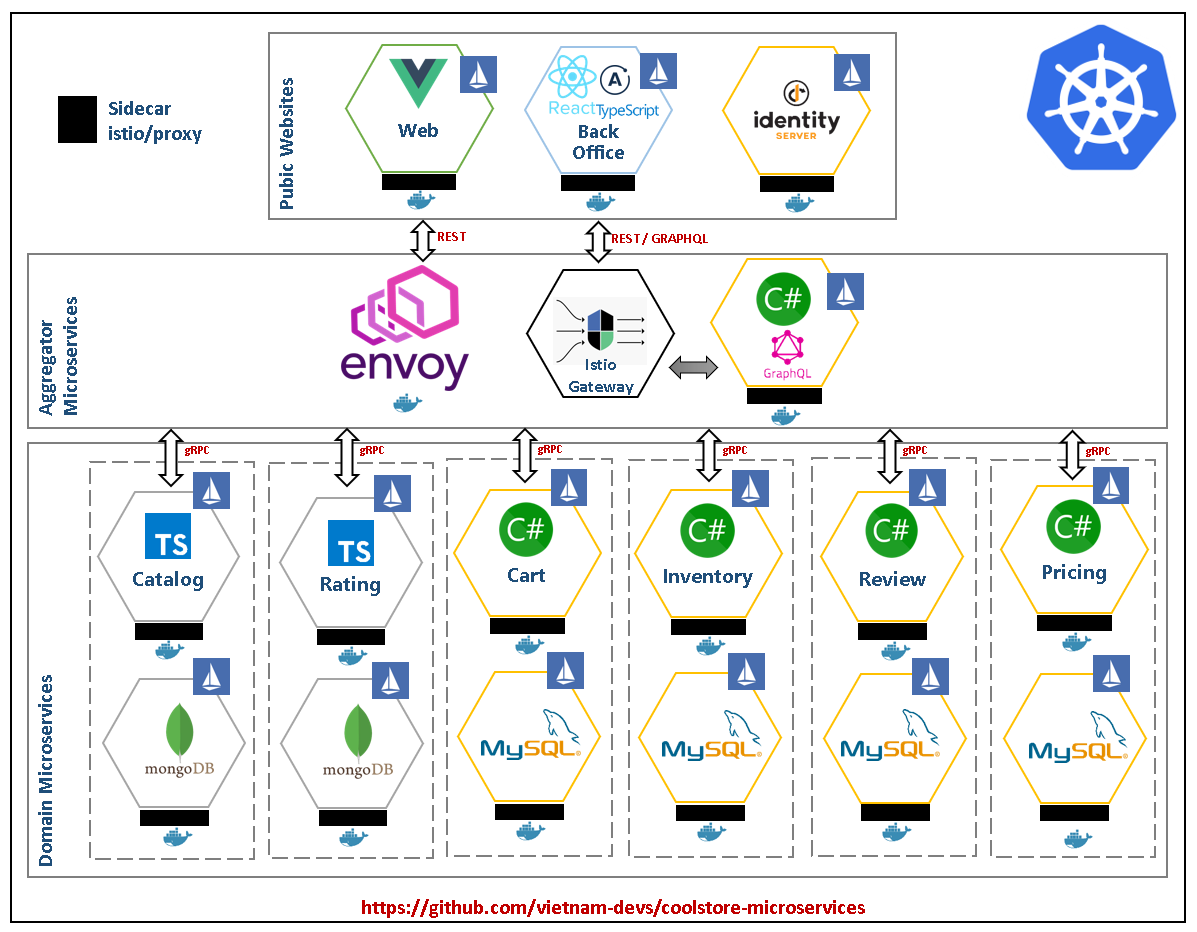 Sidecar
istio/proxy
Pubic Websites
Web
React
TypeScript
Back
Office
identity
SERVER
REST
REST / GRAPHQL
Aggregator
Microservices
envoy
Istio
Gateway
C#
GraphQL
gRPC
gRPC
gRPC
gRPC
gRPC
gRPC
Domain Microservices
TS
Catalog
TS
Rating
C#
Cart
C#
Inventory
C#
Review
C#
Pricing
mongoDB
mongoDB
MySQL®
MySQL®
MySQL®
MySQL®
https://github.com/vietnam-devs/coolstore-microservices